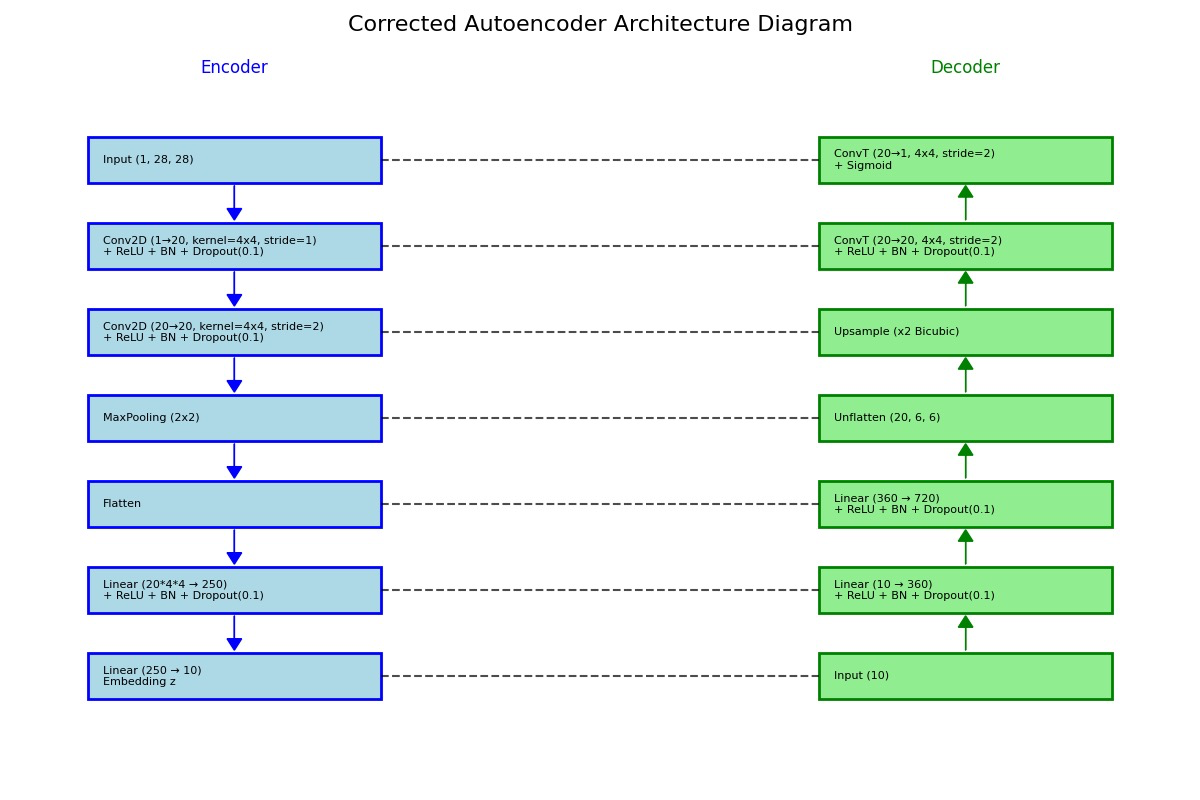 Corrected Autoencoder Architecture Diagram
Encoder
Input (1, 28, 28)
Conv2D (1→20, kernel=4x4, stride=1)
+ ReLU + BN + Dropout(0.1)
Conv2D (20→20, kernel=4x4, stride=2)
+ ReLU + BN + Dropout(0.1)
MaxPooling (2x2)
Flatten
Linear (20*4*4 → 250)
+ ReLU + BN + Dropout(0.1)
Linear (250 → 10)
Embedding z
Decoder
ConvT (20→1, 4x4, stride=2)
+ Sigmoid
ConvT (20→20, 4x4, stride=2)
+ ReLU + BN + Dropout(0.1)
Upsample (x2 Bicubic)
Unflatten (20, 6, 6)
Linear (360 → 720)
+ ReLU + BN + Dropout(0.1)
Linear (10 → 360)
+ ReLU + BN + Dropout(0.1)
Input (10)